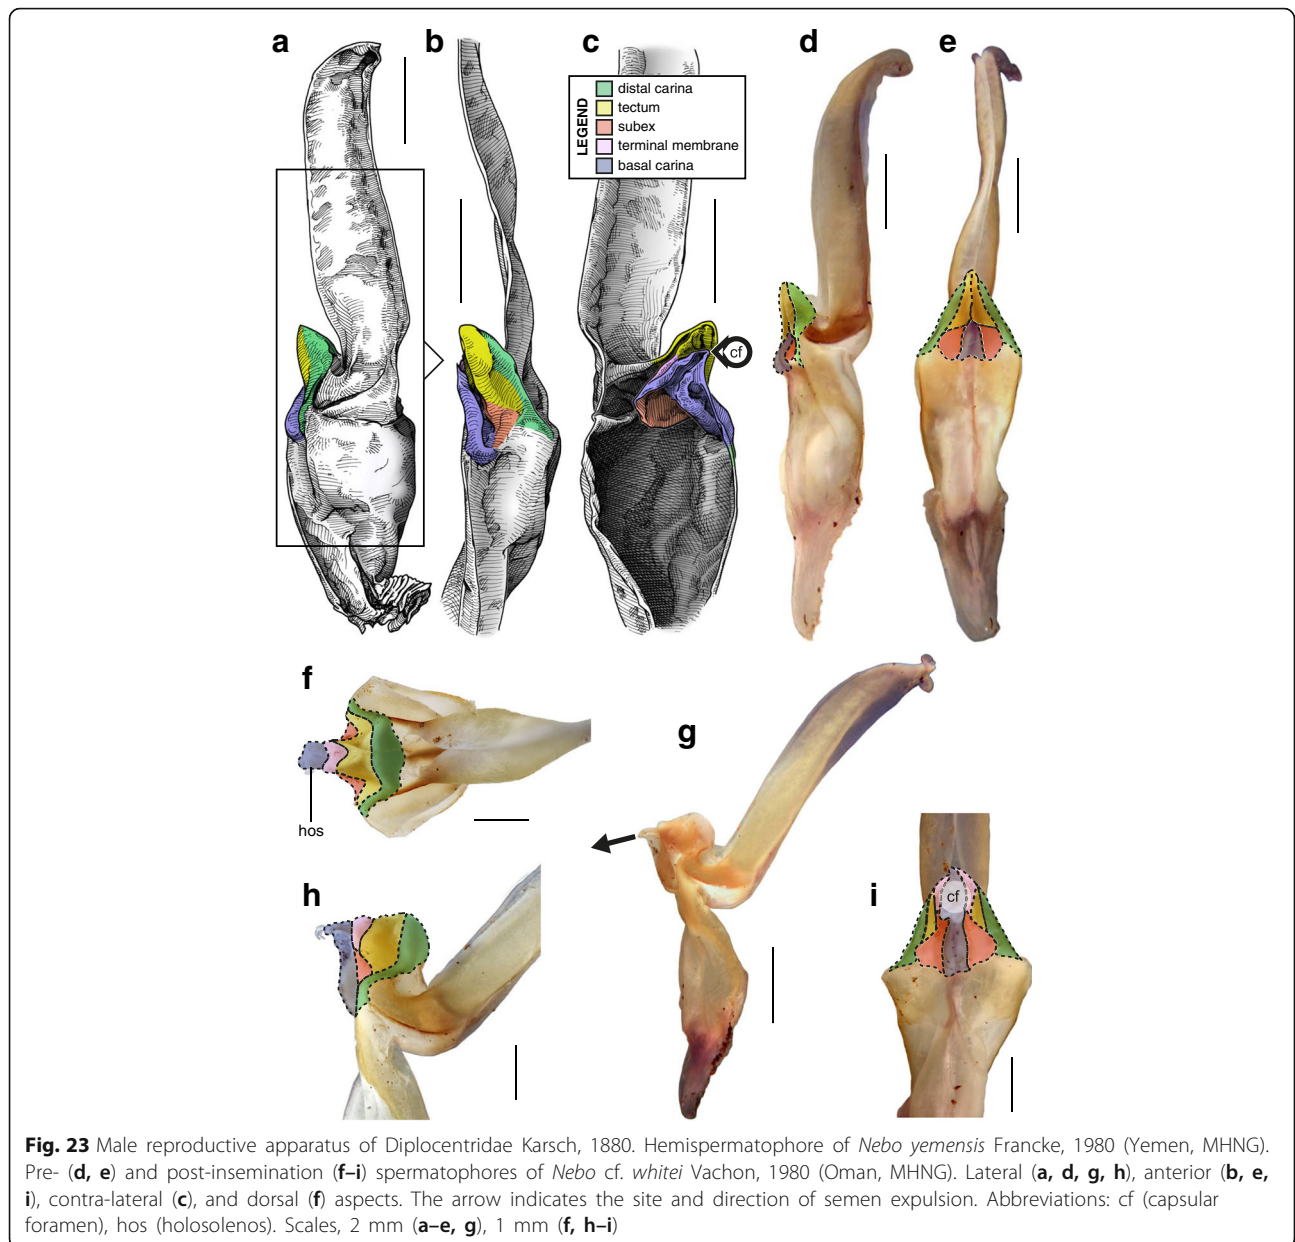 a
b
c
d
e
LEGEND
distal carina
tectum
subex
terminal membrane
basal carina
cf
f
hos
g
h
i
cf
Fig. 23 Male reproductive apparatus of Diplocentridae Karsch, 1880. Hemispermatophore of Nebo yemensis Francke, 1980 (Yemen, MHNG).
Pre- (d, e) and post-insemination (f–i) spermatophores of Nebo cf. whitei Vachon, 1980 (Oman, MHNG). Lateral (a, d, g, h), anterior (b, e,
i), contra-lateral (c), and dorsal (f) aspects. The arrow indicates the site and direction of semen expulsion. Abbreviations: cf (capsular
foramen), hos (holosolenos). Scales, 2 mm (a–e, g), 1 mm (f, h–i)